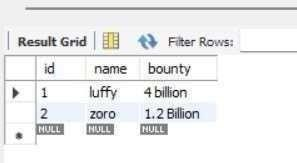 Result Grid Filter Rows:
id name bounty
1 luffy 4 billion
2 zoro 1.2 Billion
NULL NULL NULL